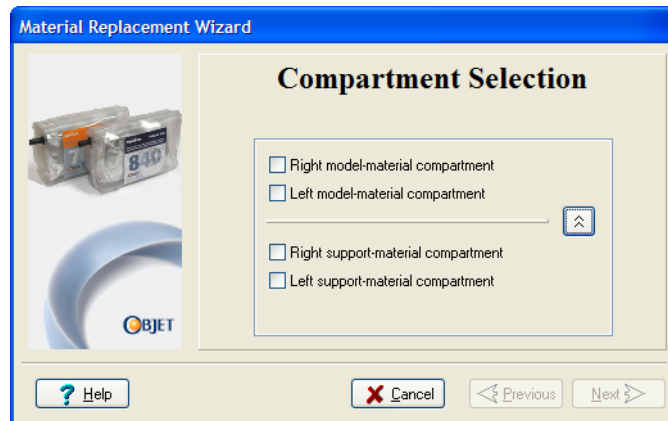 Material Replacement Wizard
Compartment Selection
840
Right model-material compartment
Left model-material compartment
Right support-material compartment
Left support-material compartment
OBJET
Help
Cancel
Previous
Next